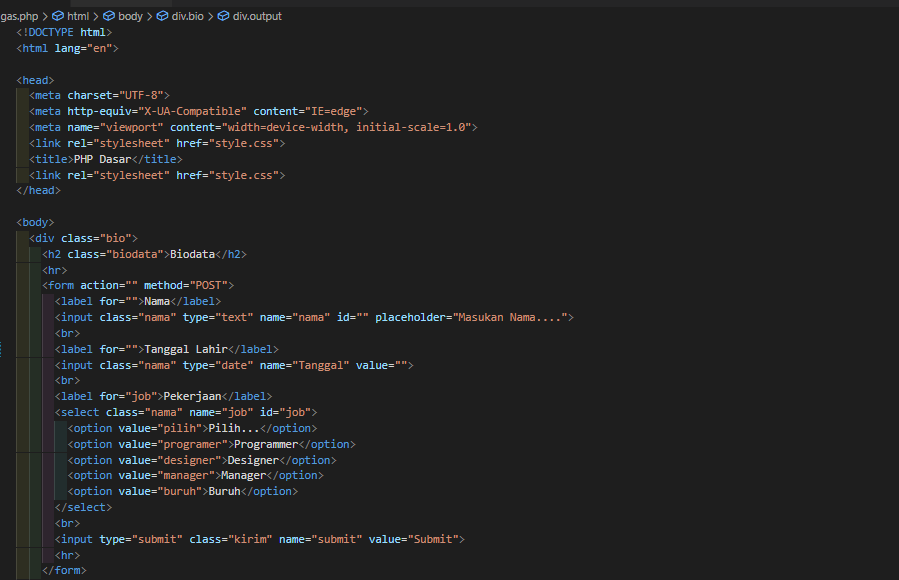 gas.php > html > body > div.bio > div.output
<!DOCTYPE html>
<html lang="en">
<head>
<meta charset="UTF-8">
<meta http-equiv="X-UA-Compatible" content="IE=edge">
<meta name="viewport" content="width=device-width, initial-scale=1.0">
<link rel="stylesheet" href="style.css">
<title>PHP Dasar</title>
<link rel="stylesheet" href="style.css">
</head>
<body>
<div class="bio">
<h2 class="biodata">Biodata</h2>
<hr>
<form action="" method="POST">
<label for="">Nama</label>
<input class="nama" type="text" name="nama" id="" placeholder="Masukan Nama....">
<br>
<label for="">Tanggal Lahir</label>
<input class="nama" type="date" name="Tanggal" value="">
<br>
<label for="job">Pekerjaan</label>
<select class="nama" name="job" id="job">
<option value="pilih">Pilih...</option>
<option value="programer">Programmer</option>
<option value="designer">Designer</option>
<option value="manager">Manager</option>
<option value="buruh">Buruh</option>
</select>
<br>
<input type="submit" class="kirim" name="submit" value="Submit">
<hr>
</form>